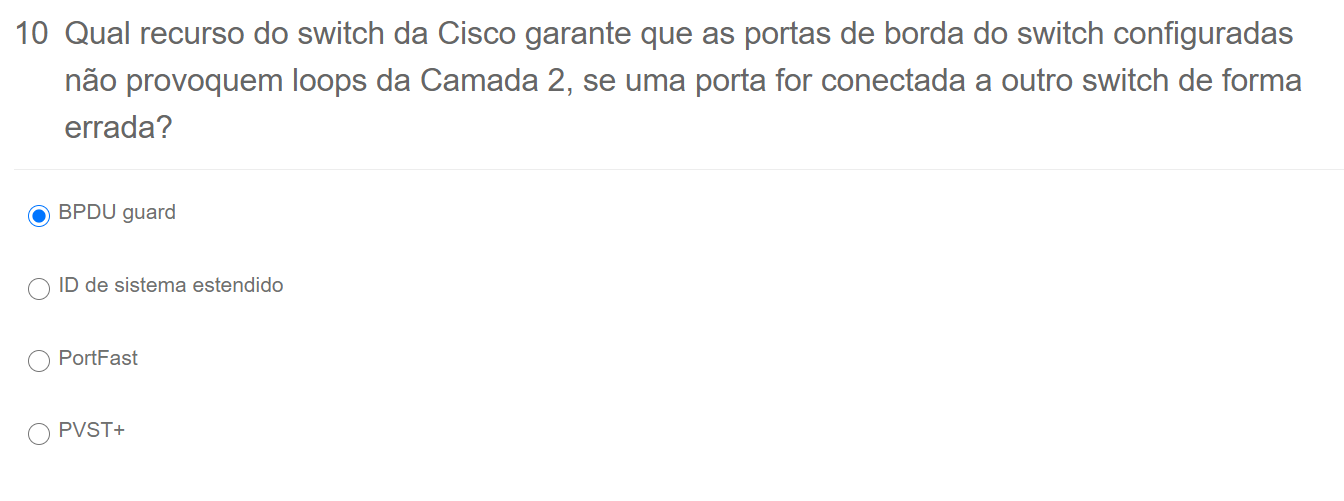 10 Qual recurso do switch da Cisco garante que as portas de borda do switch configuradas
não provoquem loops da Camada 2, se uma porta for conectada a outro switch de forma
errada?
BPDU guard
ID de sistema estendido
PortFast
PVST+